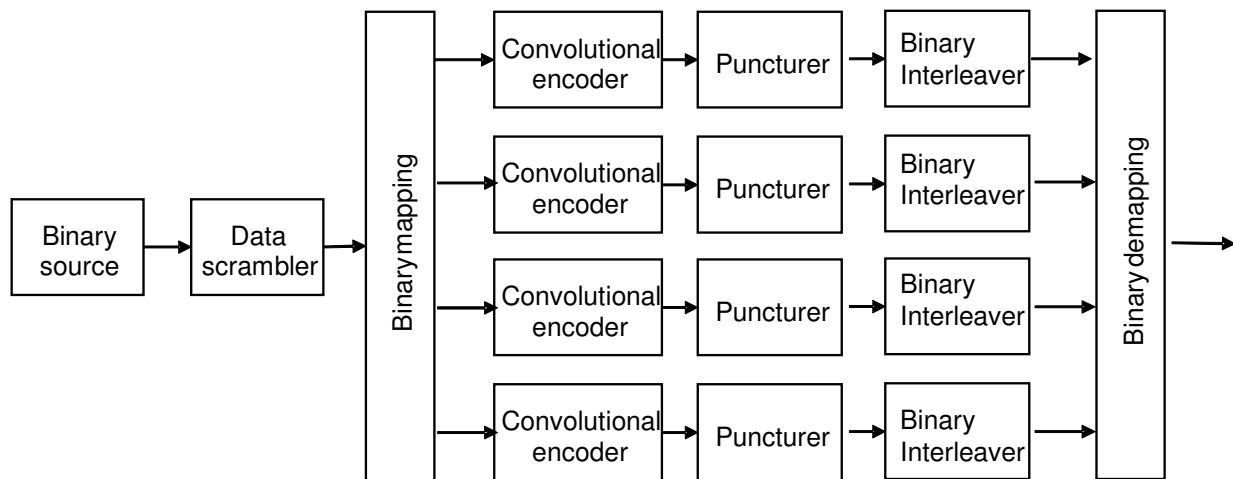 Binary
source
Data
scrambler
Binary mapping
Convolutional
encoder
Puncturer
Binary
Interleaver
Convolutional
encoder
Puncturer
Binary
Interleaver
Convolutional
encoder
Puncturer
Binary
Interleaver
Convolutional
encoder
Puncturer
Binary
Interleaver
Binary demapping